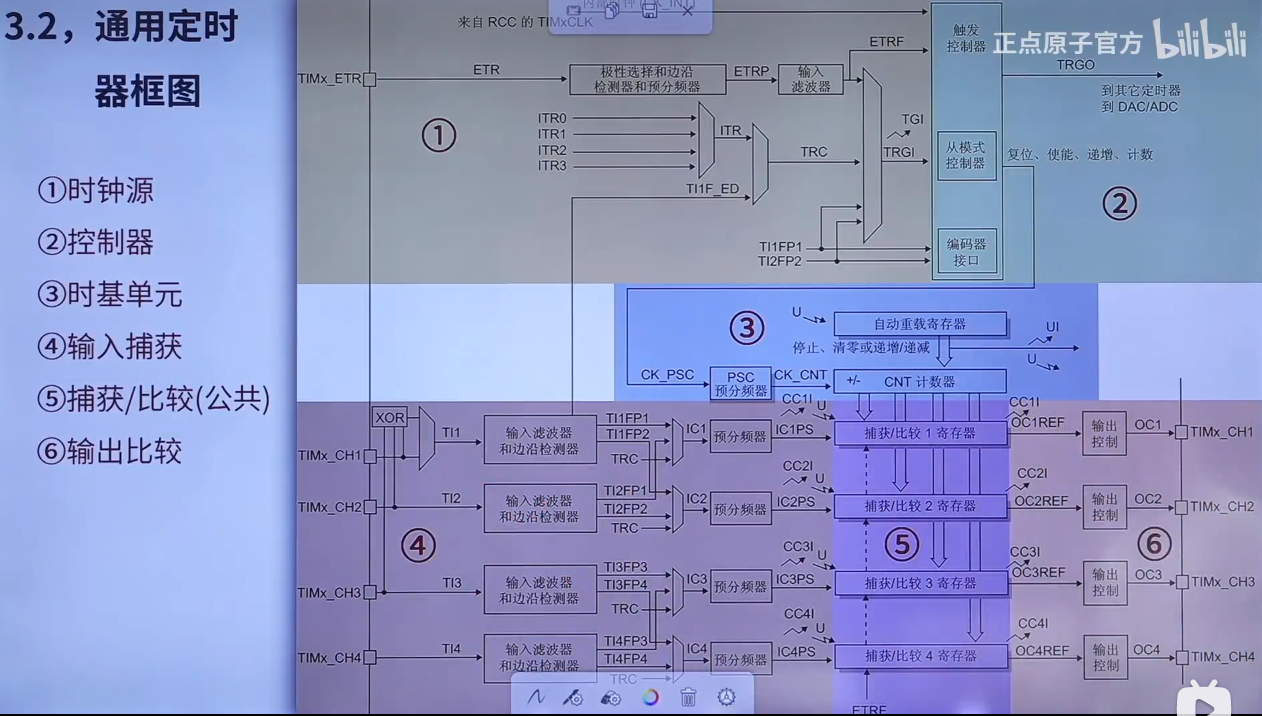 3.2，通用定时
器框图
①时钟源
②控制器
③时基单元
④输入捕获
⑤捕获/比较(公共)
⑥输出比较
来自 RCC 的 TIMxCLK
触发
控制器
正点原子官方 bilibili
ETRF
TRGO
到其它定时器
到 DAC/ADC
TIMx_ETR
ETR
极性选择和边沿
检测器和预分频器
ETRP
输入
滤波器
①
ITR0
ITR1
ITR2
ITR3
ITR
TRC
TI1F_ED
TGI
TRGI
从模式
控制器
复位、使能、递增、计数
②
TI1FP1
TI2FP2
编码器
接口
③
U
自动重载寄存器
UI
停止、清零或递增/递减
U
CK_PSC
PSC
预分频器
CK_CNT
+/-
CNT 计数器
XOR
TI1
TIMx_CH1
输入滤波器
和边沿检测器
TI1FP1
TI1FP2
TRC
IC1
预分频器
CC1I
U
IC1PS
捕获/比较 1 寄存器
CC1I
OC1REF
输出
控制
OC1
TIMx_CH1
TIMx_CH2
TI2
输入滤波器
和边沿检测器
TI2FP1
TI2FP2
TRC
IC2
预分频器
CC2I
U
IC2PS
捕获/比较 2 寄存器
CC2I
OC2REF
输出
控制
OC2
TIMx_CH2
④
⑤
⑥
TIMx_CH3
TI3
输入滤波器
和边沿检测器
TI3FP3
TI3FP4
TRC
IC3
预分频器
CC3I
U
IC3PS
捕获/比较 3 寄存器
CC3I
OC3REF
输出
控制
OC3
TIMx_CH3
TIMx_CH4
TI4
输入滤波器
和边沿检测器
TI4FP3
TI4FP4
TRC
IC4
预分频器
CC4I
U
IC4PS
捕获/比较 4 寄存器
CC4I
OC4REF
输出
控制
OC4
TIMx_CH4
ETRF